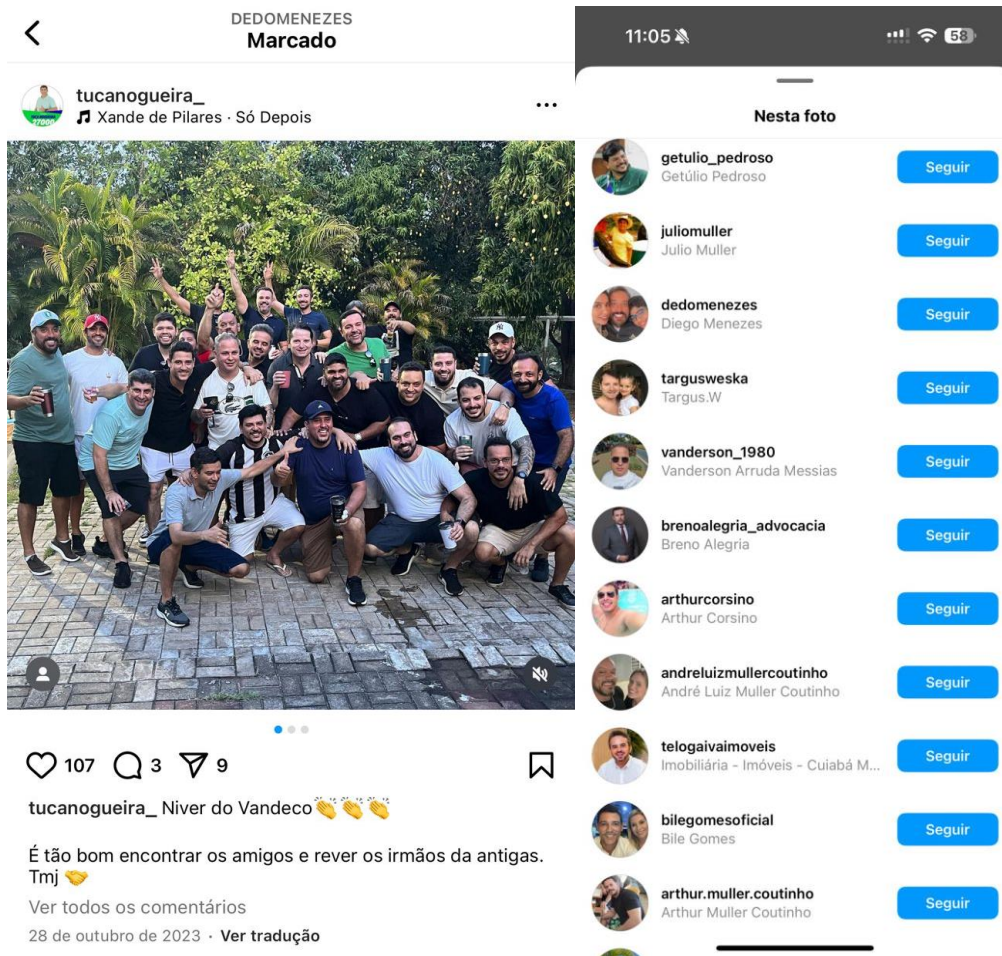 DEDOMENEZES
Marcado
tucanogueira_
Xande de Pilares · Só Depois
107
3
9
tucanogueira_ Niver do Vandeco👏👏👏
É tão bom encontrar os amigos e rever os irmãos da antigas.
Tmj 🤝
Ver todos os comentários
28 de outubro de 2023 · Ver tradução
11:05
58
Nesta foto
getulio_pedroso
Getúlio Pedroso
Seguir
juliomuller
Julio Muller
Seguir
dedomenezes
Diego Menezes
Seguir
targusweska
Targus.W
Seguir
vanderson_1980
Vanderson Arruda Messias
Seguir
brenoalegria_advocacia
Breno Alegria
Seguir
arthurcorsino
Arthur Corsino
Seguir
andreluizmullercoutinho
André Luiz Muller Coutinho
Seguir
telogaivaimoveis
Imobiliária - Imóveis - Cuiabá M...
Seguir
bilegomesoficial
Bile Gomes
Seguir
arthur.muller.coutinho
Arthur Muller Coutinho
Seguir